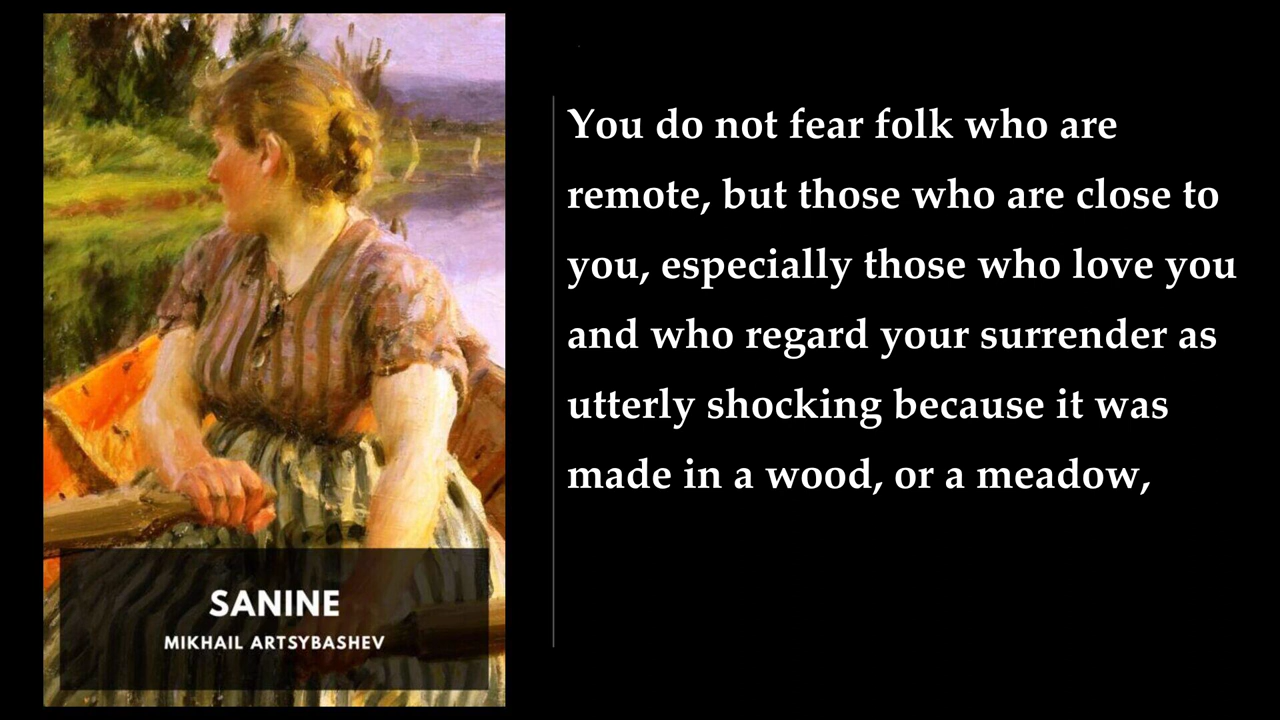 SANINE
MIKHAIL ARTSYBASHEV
You do not fear folk who are
remote, but those who are close to
you, especially those who love you
and who regard your surrender as
utterly shocking because it was
made in a wood, or a meadow,